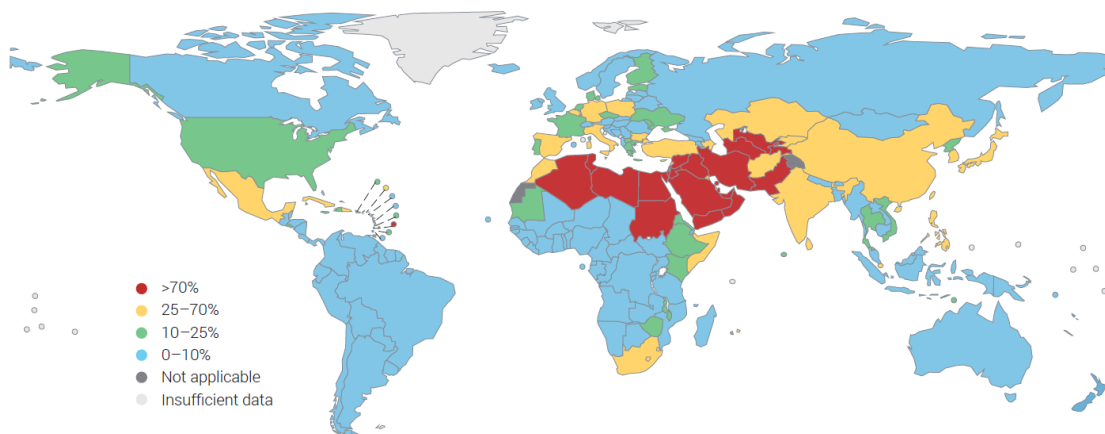 >70%
25–70%
10–25%
0–10%
Not applicable
Insufficient data